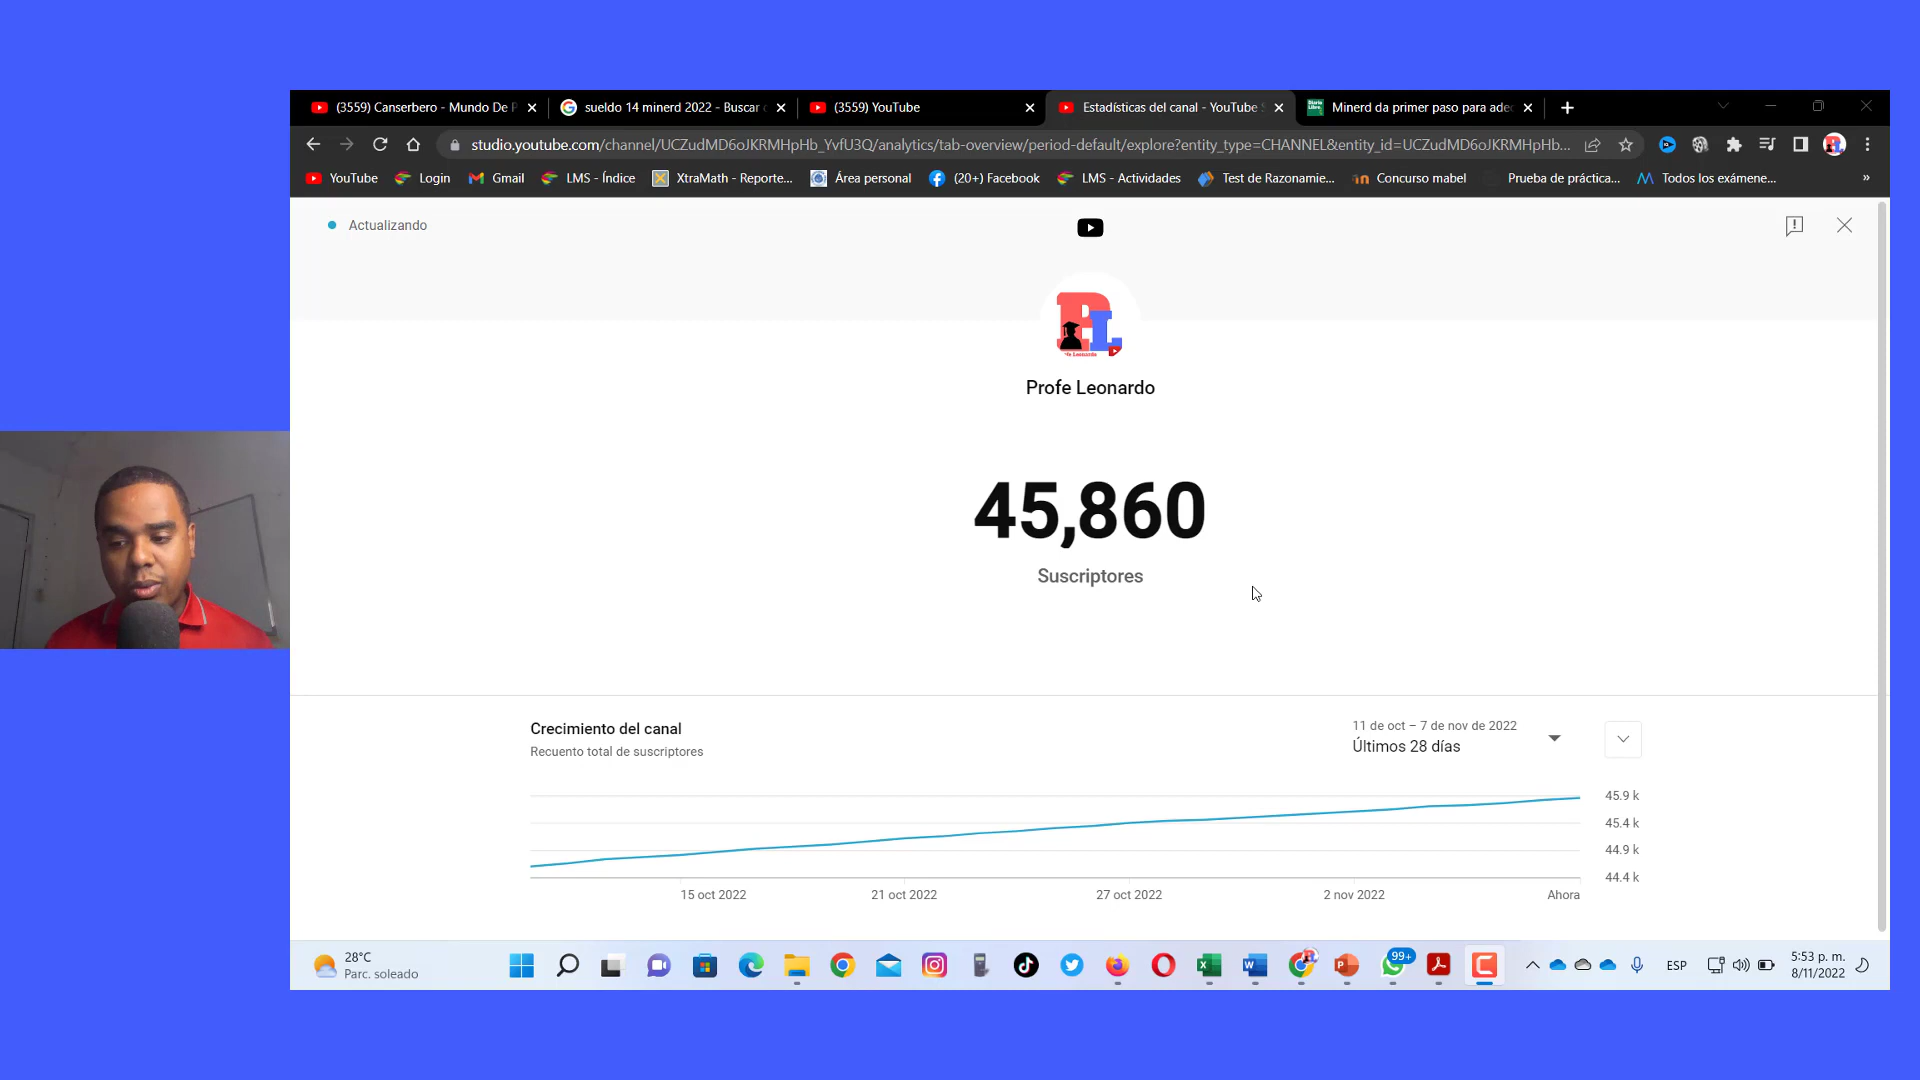 (3559) Canserbero - Mundo De P
sueldo 14 minerd 2022 - Buscar c
(3559) YouTube
Estadísticas del canal - YouTube S
Minerd da primer paso para adec
studio.youtube.com/channel/UCZudMD6oJKRMHpHb_YvfU3Q/analytics/tab-overview/period-default/explore?entity_type=CHANNEL&entity_id=UCZudMD6oJKRMHpHb...
YouTube
Login
Gmail
LMS - Índice
XtraMath - Reporte...
Área personal
(20+) Facebook
LMS - Actividades
Test de Razonamie...
Concurso mabel
Prueba de práctica...
Todos los exámene...
»
Actualizando
Profe Leonardo
45,860
Suscriptores
Crecimiento del canal
Recuento total de suscriptores
11 de oct – 7 de nov de 2022
Últimos 28 días
45.9 k
45.4 k
44.9 k
44.4 k
15 oct 2022
21 oct 2022
27 oct 2022
2 nov 2022
Ahora
28°C
Parc. soleado
99+
ESP
5:53 p. m.
8/11/2022